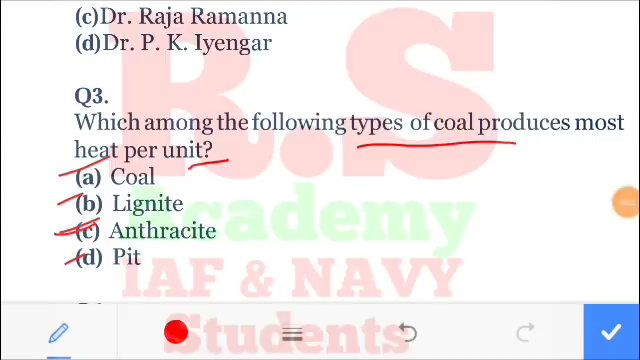 (c)Dr. Raja Ramanna
(d)Dr. P. K. Iyengar
Q3.
Which among the following types of coal produces most
heat per unit?
(a) Coal
(b) Lignite
(c) Anthracite
(d) Pit
R.S
Academy
IAF & NAVY
Students